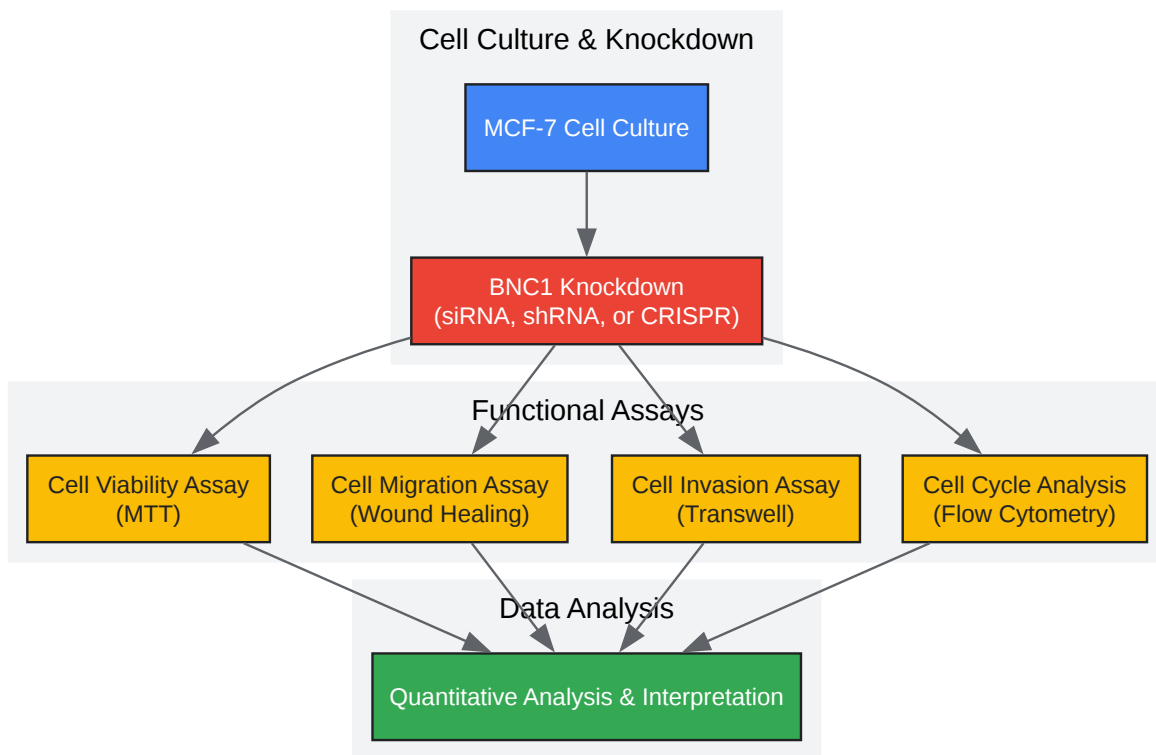 Cell Culture & Knockdown
MCF-7 Cell Culture
BNC1 Knockdown
(siRNA, shRNA, or CRISPR)
Functional Assays
Cell Viability Assay
(MTT)
Cell Migration Assay
(Wound Healing)
Cell Invasion Assay
(Transwell)
Cell Cycle Analysis
(Flow Cytometry)
Data Analysis
Quantitative Analysis & Interpretation